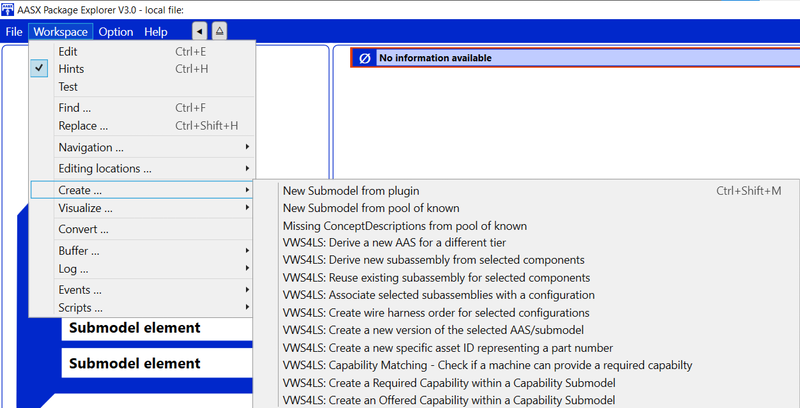 AASX Package Explorer V3.0 - local file:
File Workspace Option Help
Edit Ctrl+E
Hints Ctrl+H
Test
Find ... Ctrl+F
Replace ... Ctrl+Shift+H
Navigation ...
Editing locations ...
Create ...
Visualize ...
Convert ...
Buffer ...
Log ...
Events ...
Scripts ...
No information available
New Submodel from plugin Ctrl+Shift+M
New Submodel from pool of known
Missing ConceptDescriptions from pool of known
VWS4LS: Derive a new AAS for a different tier
VWS4LS: Derive new subassembly from selected components
VWS4LS: Reuse existing subassembly for selected components
VWS4LS: Associate selected subassemblies with a configuration
VWS4LS: Create wire harness order for selected configurations
VWS4LS: Create a new version of the selected AAS/submodel
VWS4LS: Create a new specific asset ID representing a part number
VWS4LS: Capability Matching - Check if a machine can provide a required capabilty
VWS4LS: Create a Required Capability within a Capability Submodel
VWS4LS: Create an Offered Capability within a Capability Submodel
Submodel element
Submodel element